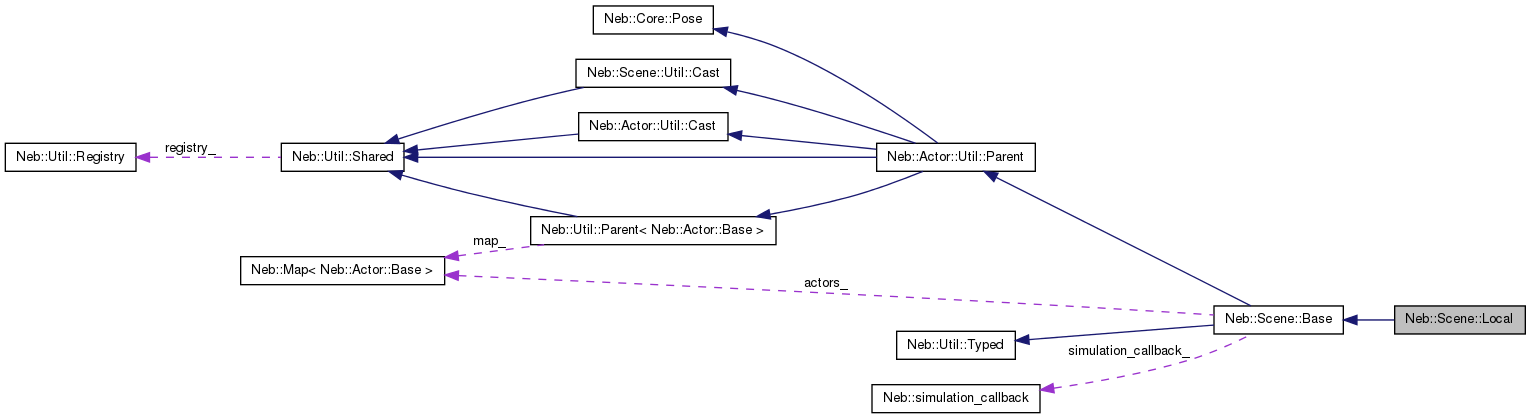 Neb::Core::Pose
Neb::Scene::Util::Cast
Neb::Actor::Util::Cast
Neb::Util::Registry
registry_
Neb::Util::Shared
Neb::Actor::Util::Parent
Neb::Util::Parent< Neb::Actor::Base >
map_
Neb::Map< Neb::Actor::Base >
actors_
Neb::Scene::Base
Neb::Scene::Local
Neb::Util::Typed
simulation_callback_
Neb::simulation_callback